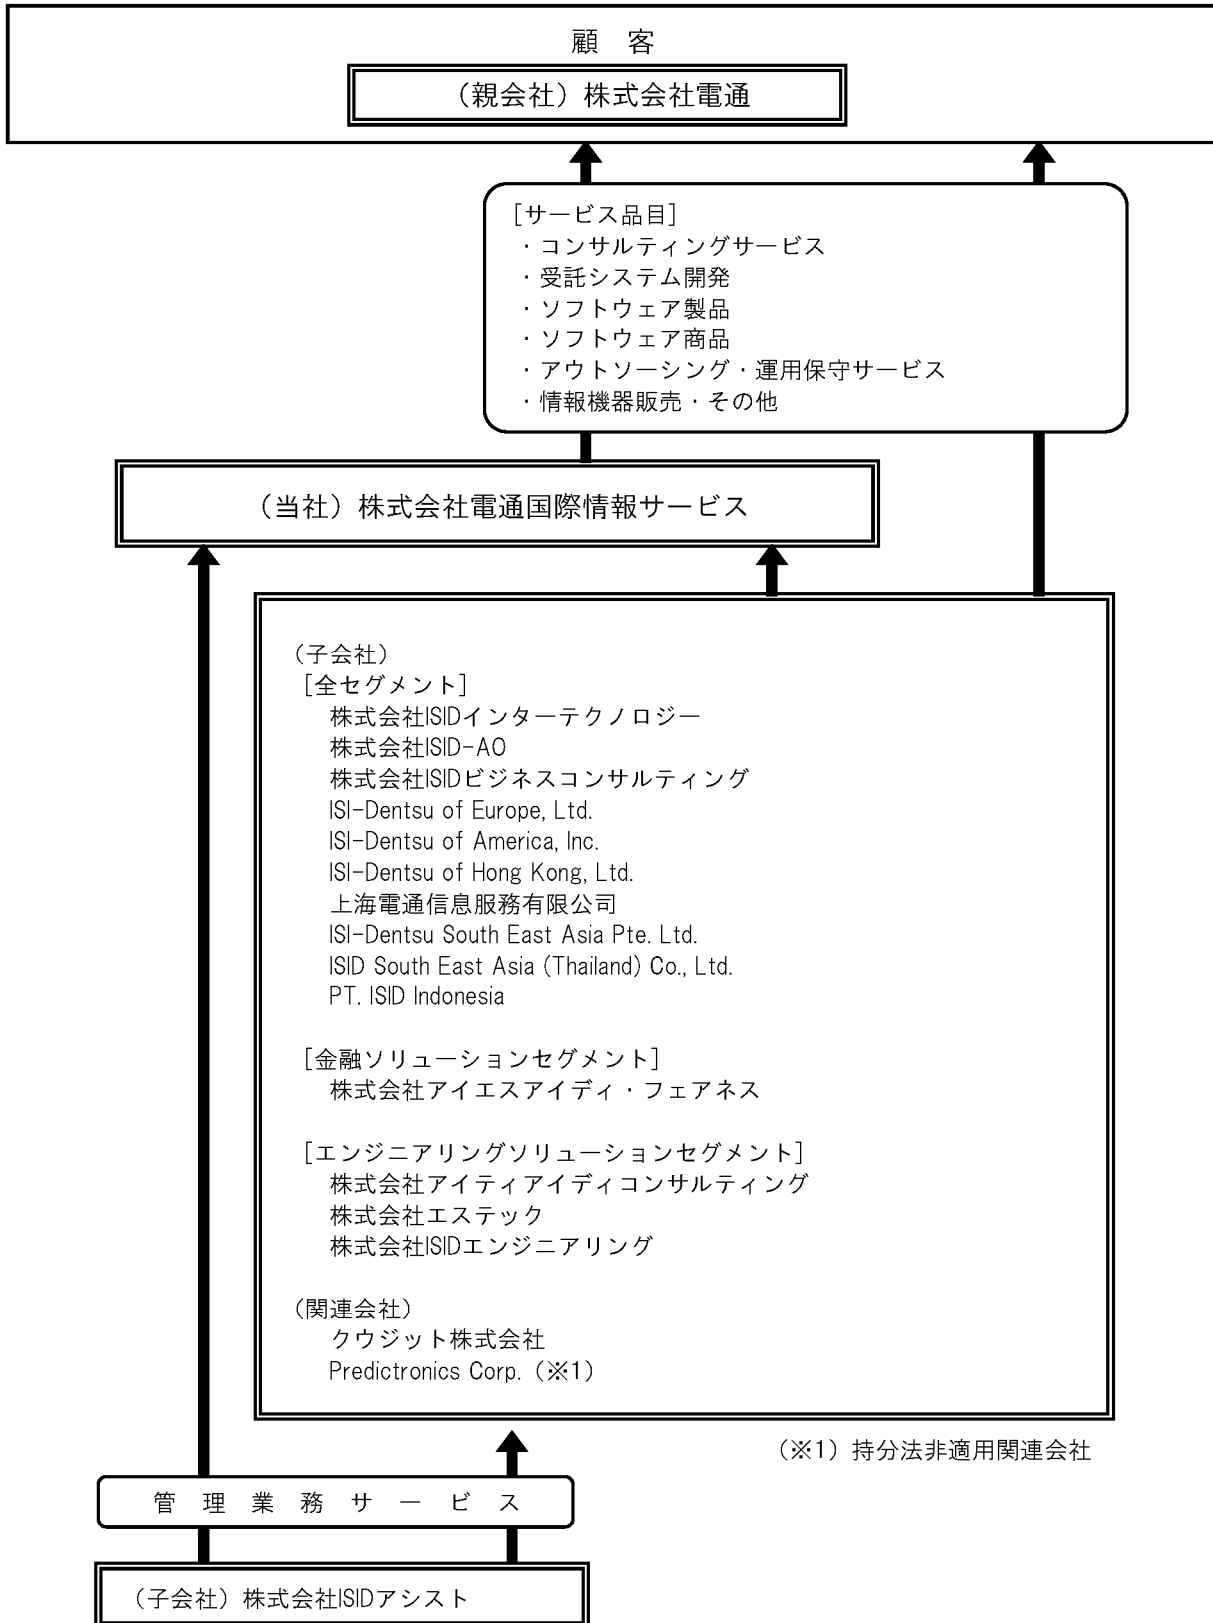 顧　客
（親会社）株式会社電通
[サービス品目]
・コンサルティングサービス
・受託システム開発
・ソフトウェア製品
・ソフトウェア商品
・アウトソーシング・運用保守サービス
・情報機器販売・その他
（当社）株式会社電通国際情報サービス
（子会社）
[全セグメント]
株式会社ISIDインターテクノロジー
株式会社ISID-AO
株式会社ISIDビジネスコンサルティング
ISI-Dentsu of Europe, Ltd.
ISI-Dentsu of America, Inc.
ISI-Dentsu of Hong Kong, Ltd.
上海電通信息服務有限公司
ISI-Dentsu South East Asia Pte. Ltd.
ISID South East Asia (Thailand) Co., Ltd.
PT. ISID Indonesia
[金融ソリューションセグメント]
株式会社アイエスアイディ・フェアネス
[エンジニアリングソリューションセグメント]
株式会社アイティアイディコンサルティング
株式会社エステック
株式会社ISIDエンジニアリング
（関連会社）
クウジット株式会社
Predictronics Corp.（※1）
（※1）持分法非適用関連会社
管　理　業　務　サ　ー　ビ　ス
（子会社）株式会社ISIDアシスト